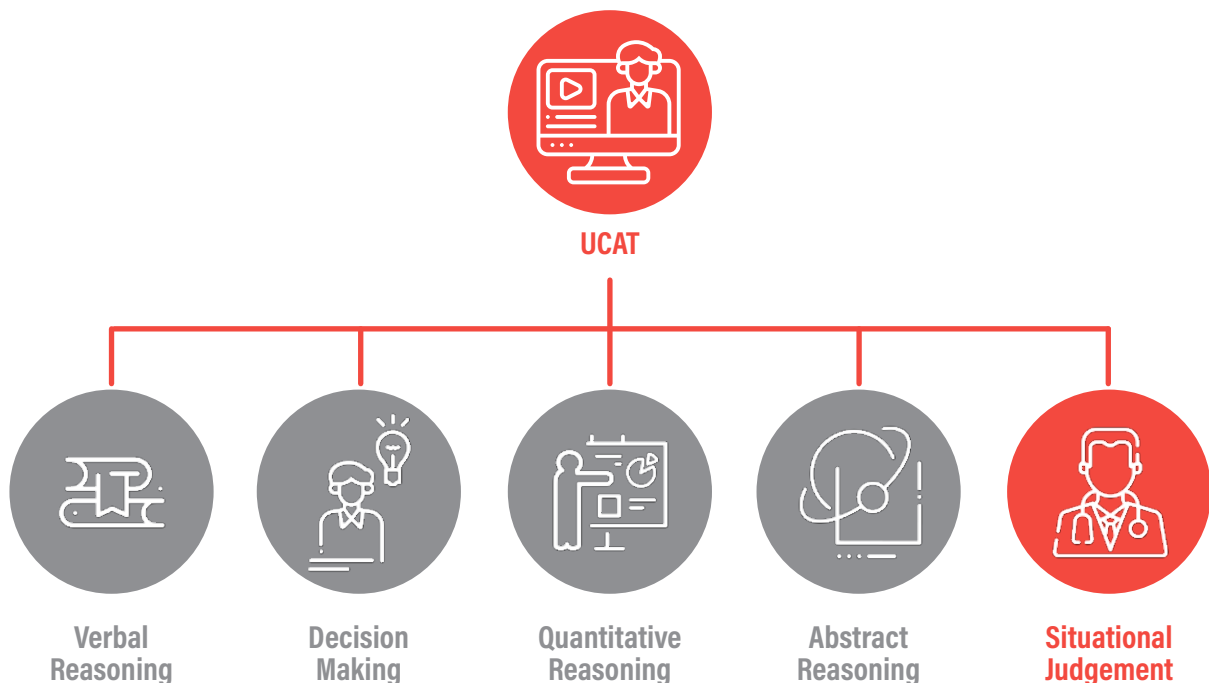 UCAT
Verbal
Reasoning
Decision
Making
Quantitative
Reasoning
Abstract
Reasoning
Situational
Judgement